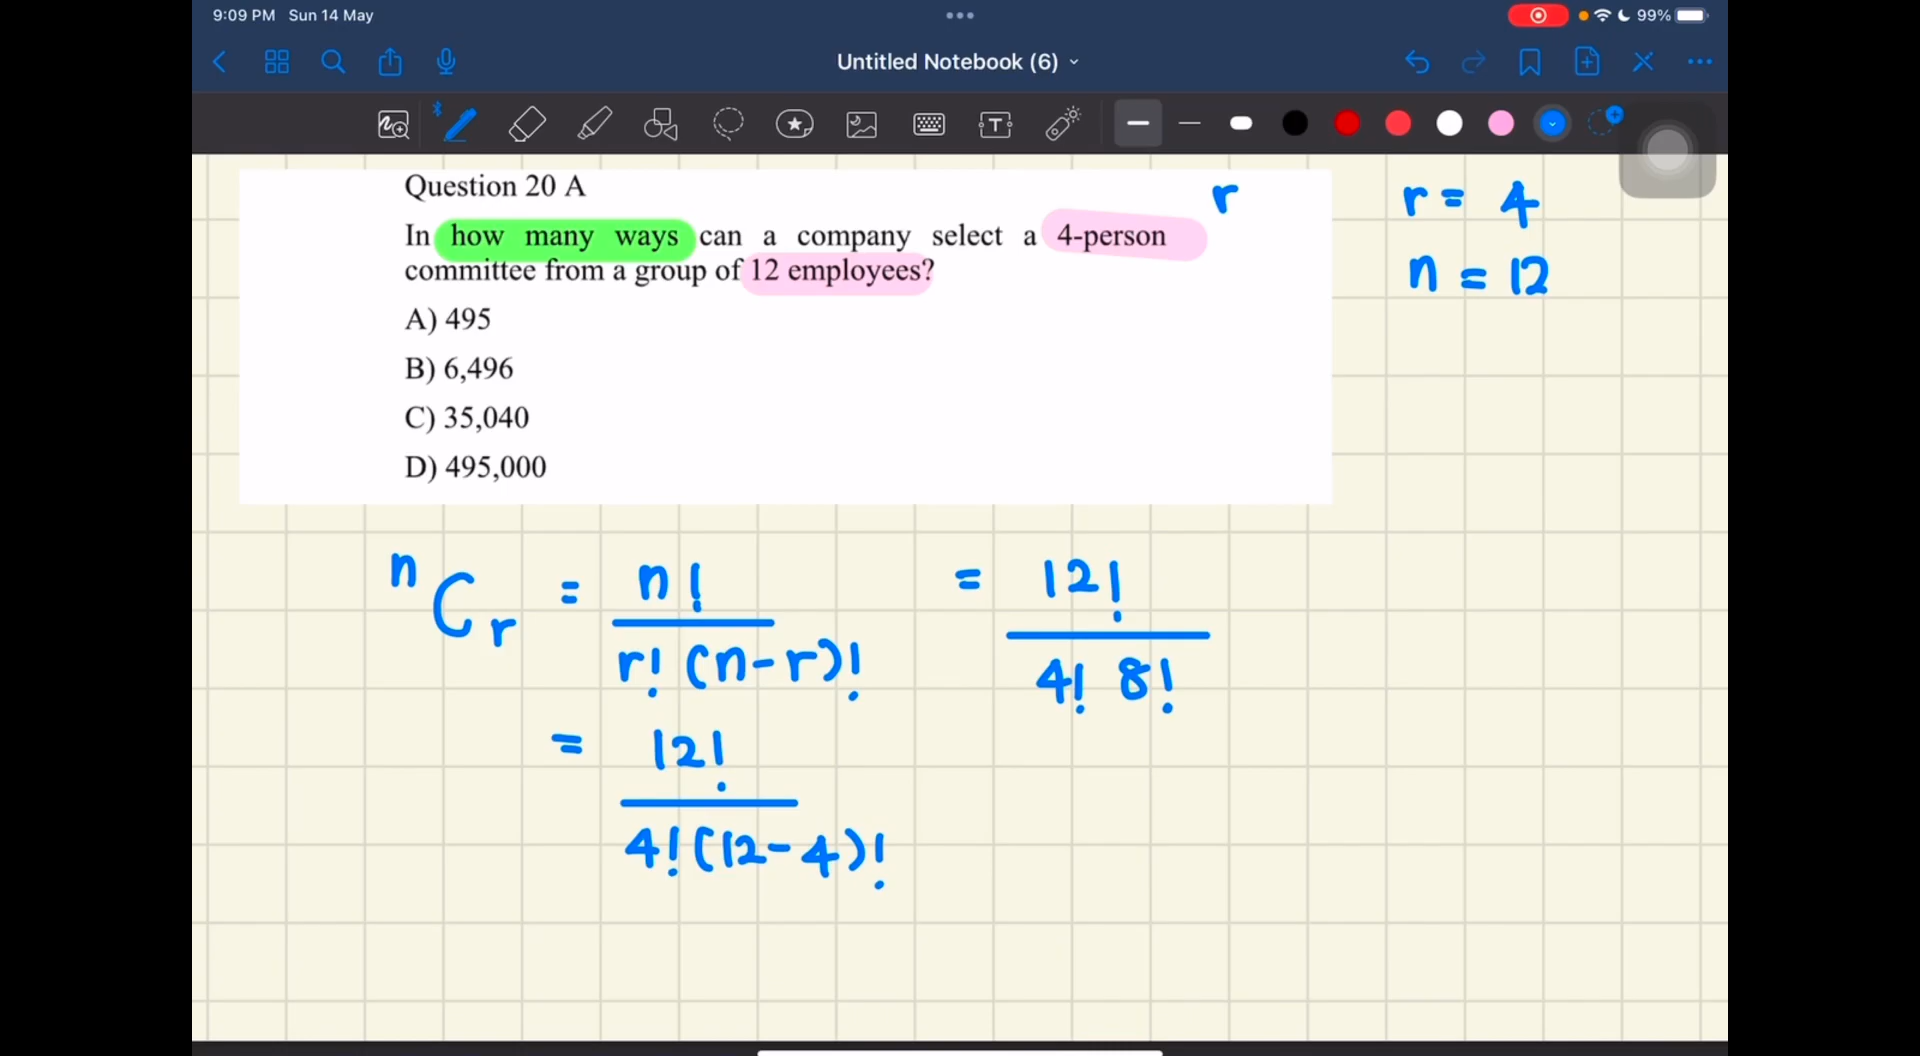 9:09 PM Sun 14 May
99%
Untitled Notebook (6)
Question 20 A
In how many ways can a company select a 4-person
committee from a group of 12 employees?
A) 495
B) 6,496
C) 35,040
D) 495,000
r
r = 4
n = 12
nCr = n! / r! (n-r)! = 12! / 4! 8!
= 12! / 4! (12-4)!